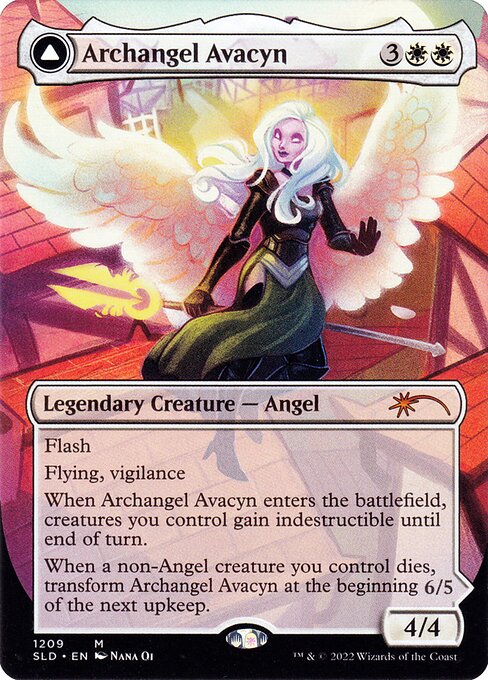 Archangel Avacyn 3
Legendary Creature — Angel
Flash
Flying, vigilance
When Archangel Avacyn enters the battlefield,
creatures you control gain indestructible until
end of turn.
When a non-Angel creature you control dies,
transform Archangel Avacyn at the beginning 6/5
of the next upkeep.
4/4
1209 M
SLD • EN Nana Qi
™ & © 2022 Wizards of the Coast